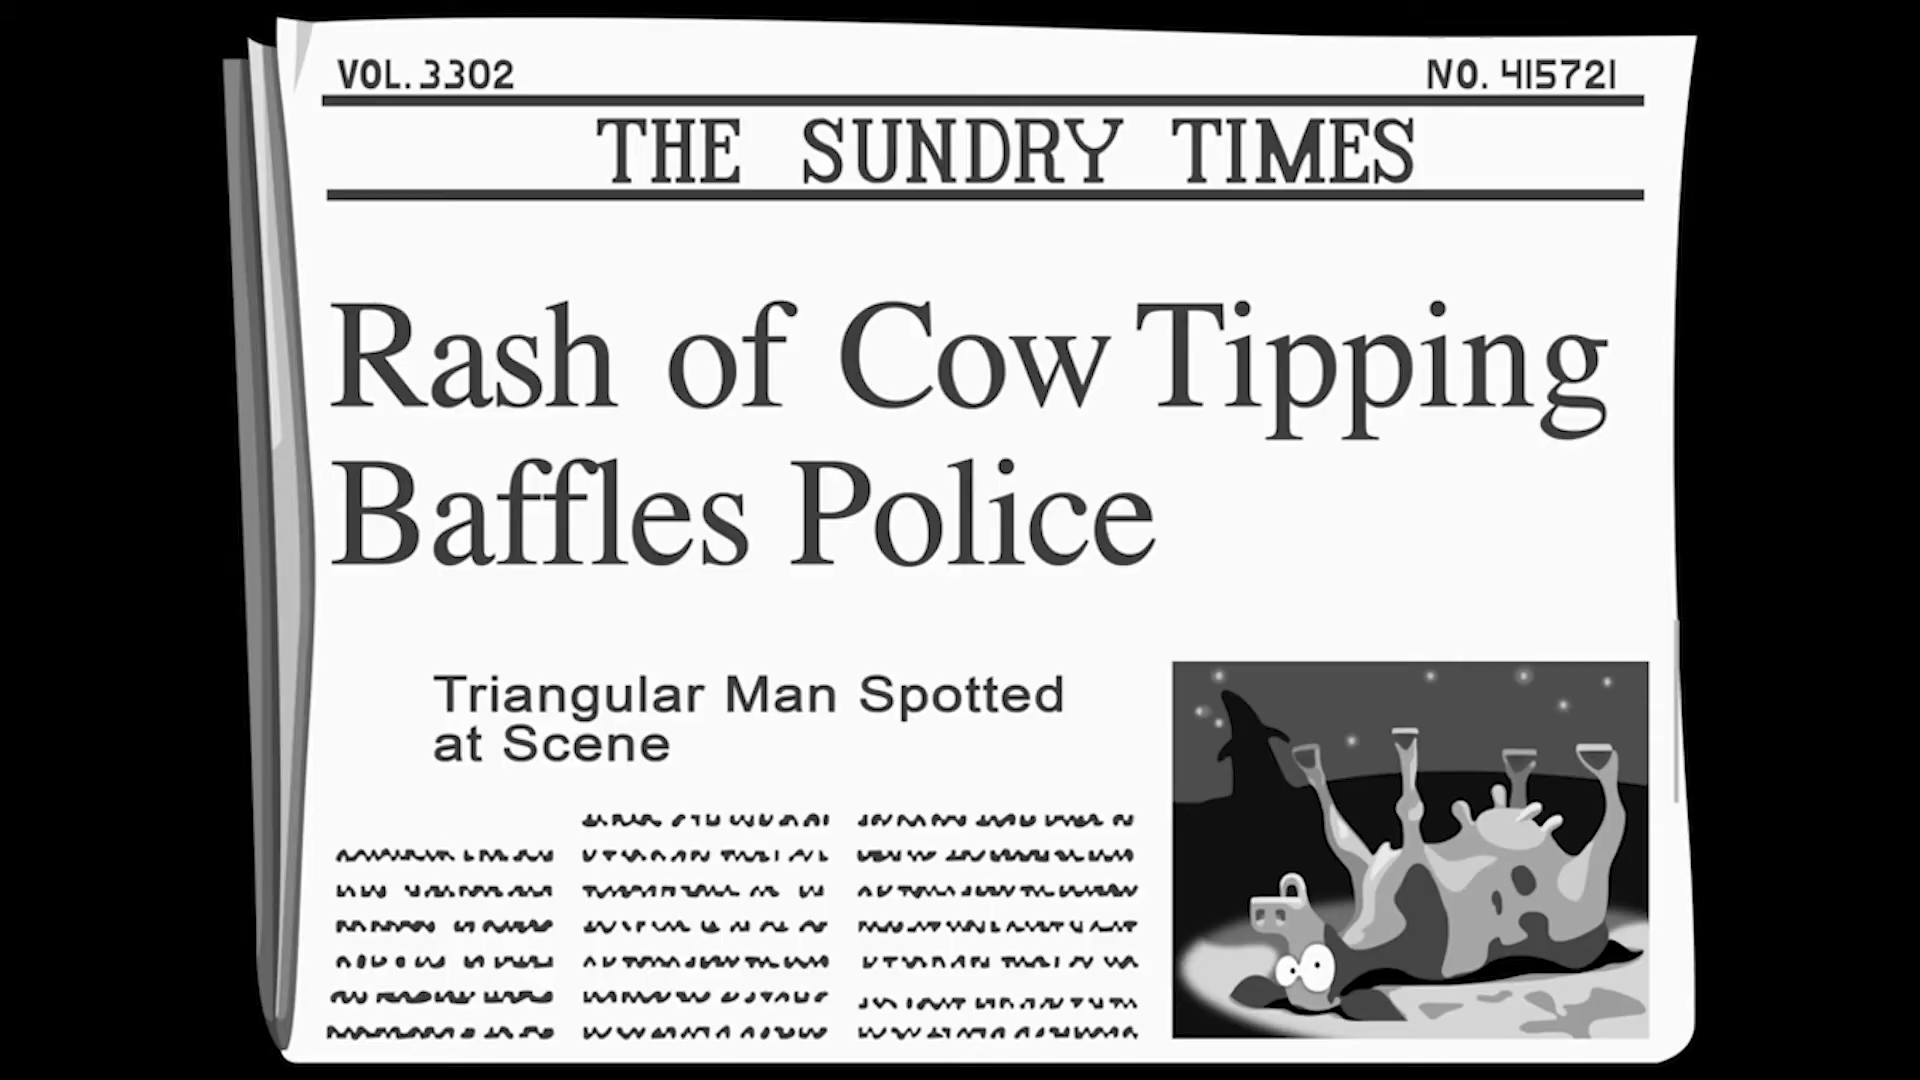 VOL. 3302
NO. 415721
THE SUNDRY TIMES
Rash of Cow Tipping
Baffles Police
Triangular Man Spotted
at Scene